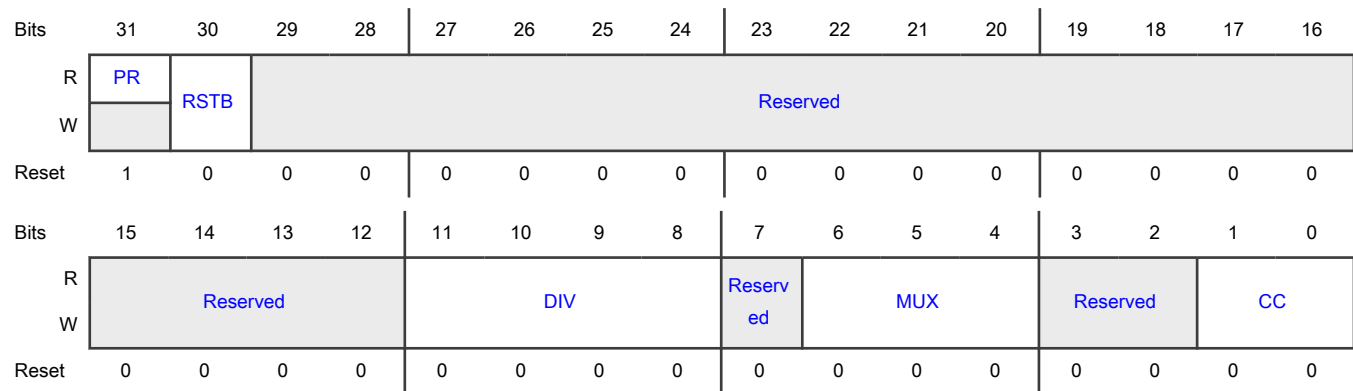 Bits 31 30 29 28 27 26 25 24 23 22 21 20 19 18 17 16
R PR RSTB Reserved
W
Reset 1 0 0 0 0 0 0 0 0 0 0 0 0 0 0 0
Bits 15 14 13 12 11 10 9 8 7 6 5 4 3 2 1 0
R Reserved DIV Reserv ed MUX Reserved CC
W
Reset 0 0 0 0 0 0 0 0 0 0 0 0 0 0 0 0